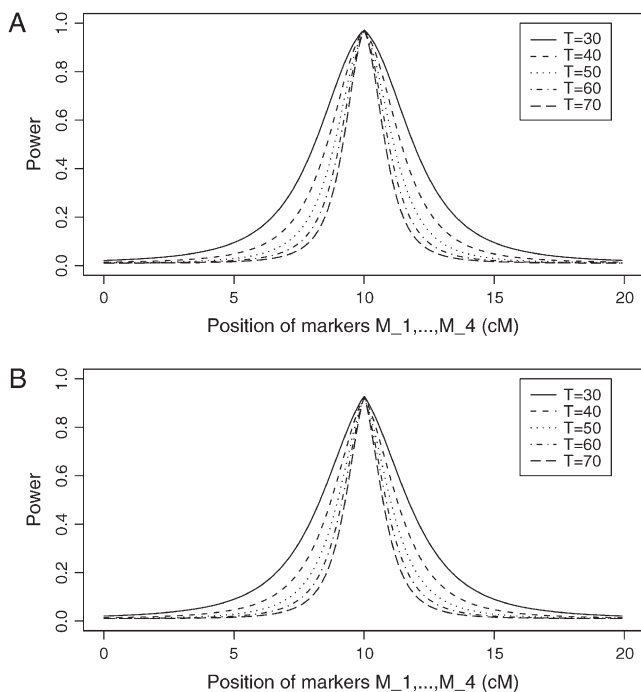 A
Power
1.0
0.8
0.6
0.4
0.2
0.0
T=30
T=40
T=50
T=60
T=70
0 5 10 15 20
Position of markers M_1,...,M_4 (cM)
B
Power
1.0
0.8
0.6
0.4
0.2
0.0
T=30
T=40
T=50
T=60
T=70
0 5 10 15 20
Position of markers M_1,...,M_4 (cM)